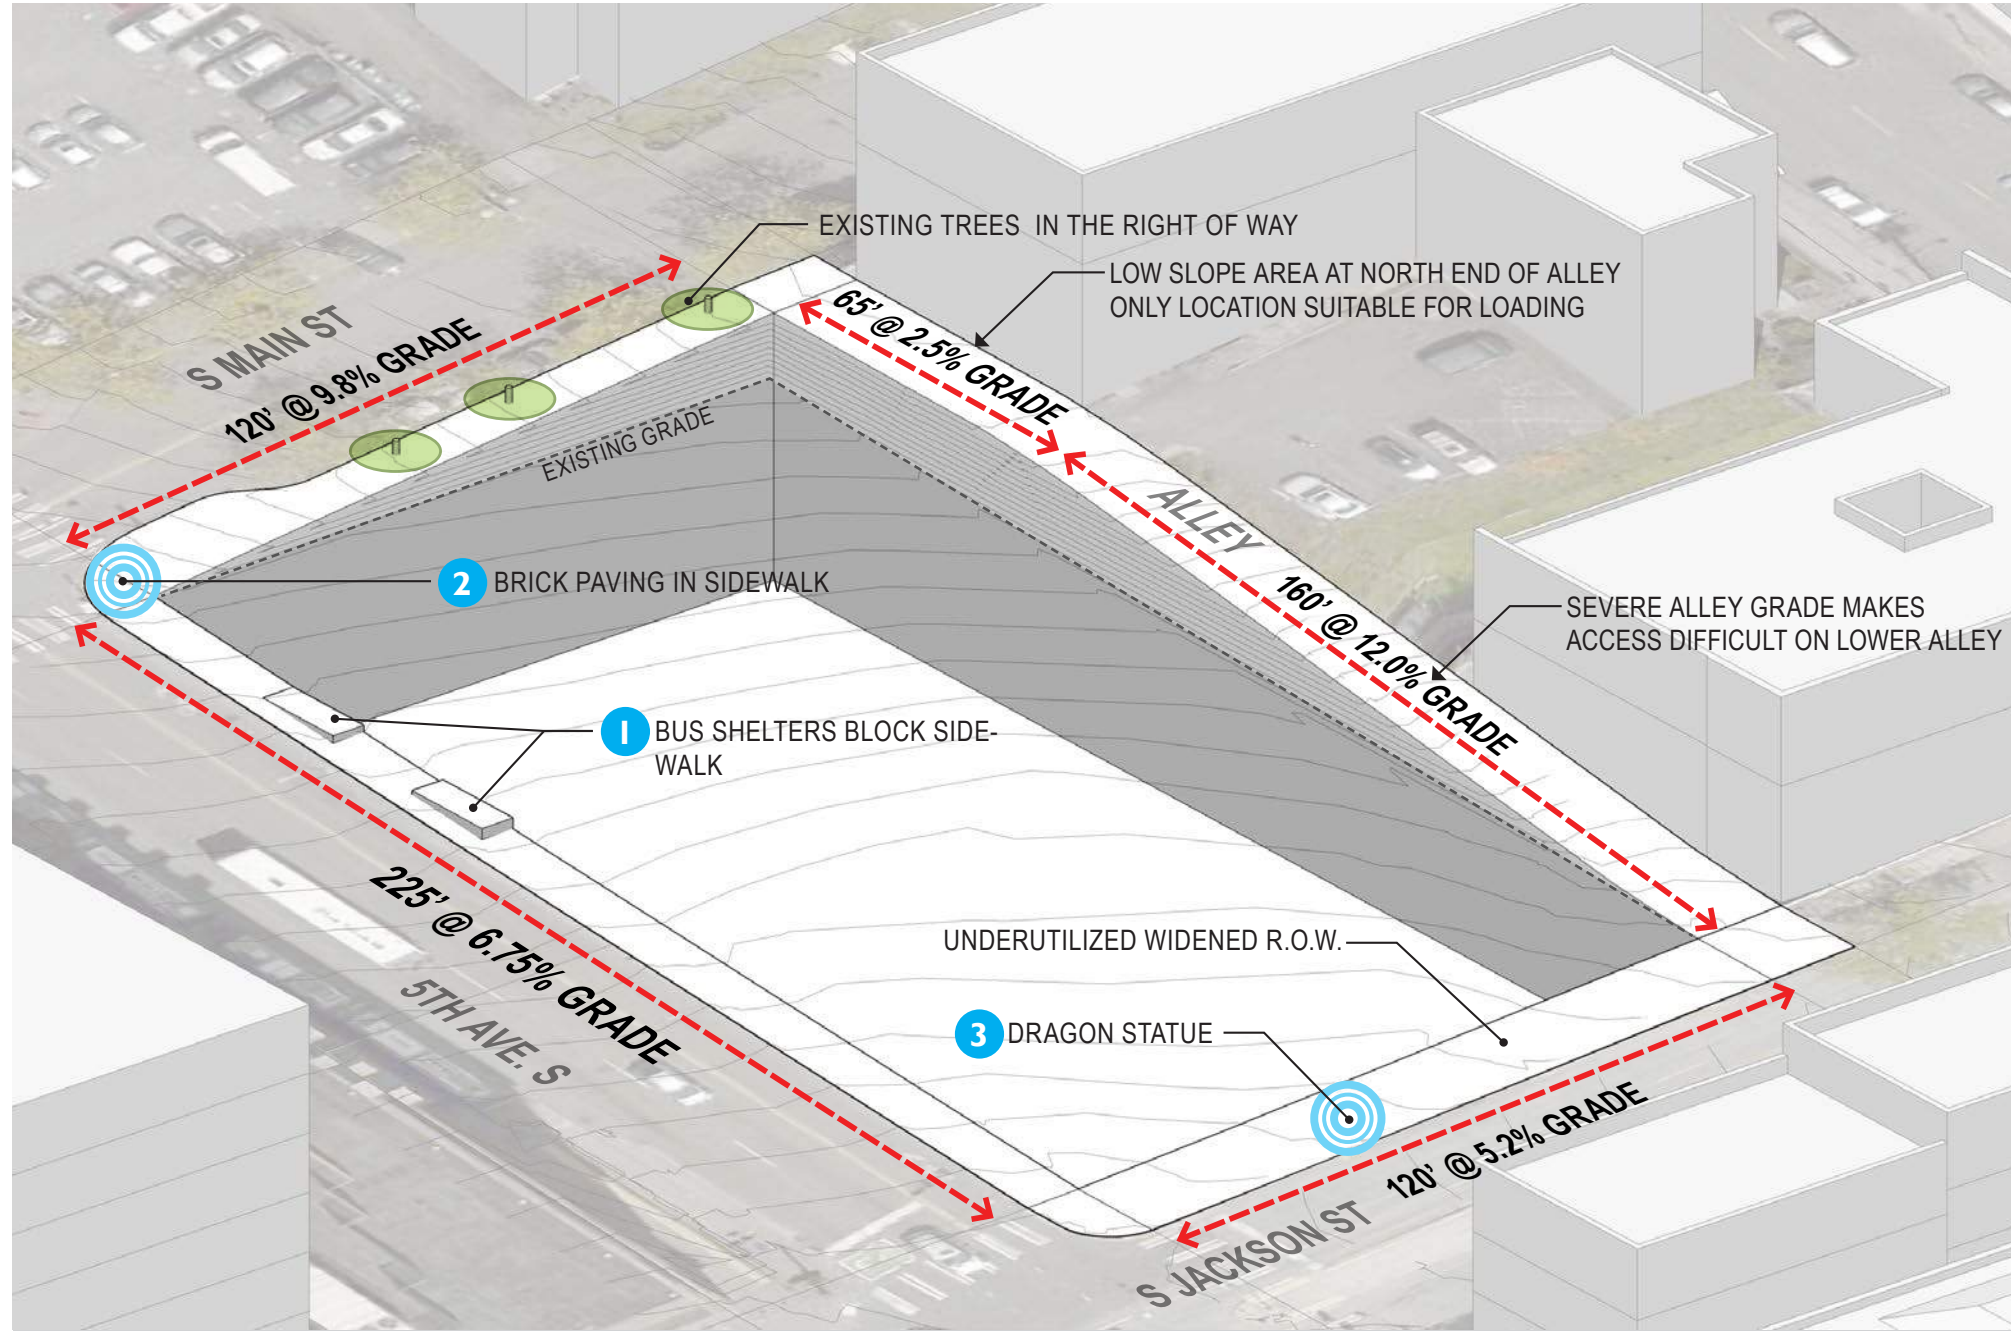 EXISTING TREES IN THE RIGHT OF WAY
LOW SLOPE AREA AT NORTH END OF ALLEY
ONLY LOCATION SUITABLE FOR LOADING
S MAIN ST
120' @ 9.8% GRADE
65' @ 2.5% GRADE
EXISTING GRADE
ALLEY
2 BRICK PAVING IN SIDEWALK
160' @ 12.0% GRADE
SEVERE ALLEY GRADE MAKES
ACCESS DIFFICULT ON LOWER ALLEY
1 BUS SHELTERS BLOCK SIDE-
WALK
225' @ 6.75% GRADE
5TH AVE. S
UNDERUTILIZED WIDENED R.O.W.
3 DRAGON STATUE
120' @ 5.2% GRADE
S JACKSON ST